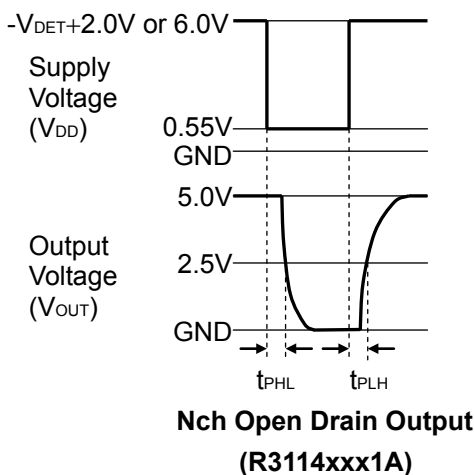 -VDET+2.0V or 6.0V
Supply
Voltage
(VDD)
0.55V
GND
5.0V
Output
Voltage
(VOUT)
2.5V
GND
tPHL
tPLH
Nch Open Drain Output
(R3114xxx1A)